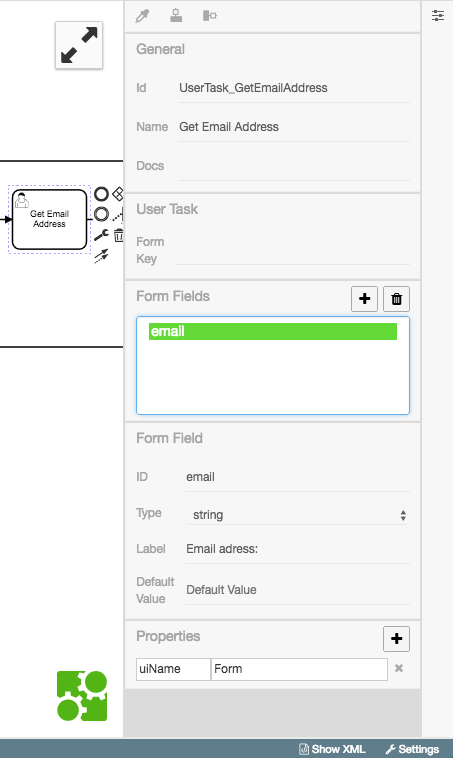 General
Id UserTask_GetEmailAddress
Name Get Email Address
Docs
Get Email
Address
User Task
Form
Key
Form Fields
email
Form Field
ID email
Type string
Label Email adress:
Default
Value Default Value
Properties
uiName Form
Show XML Settings